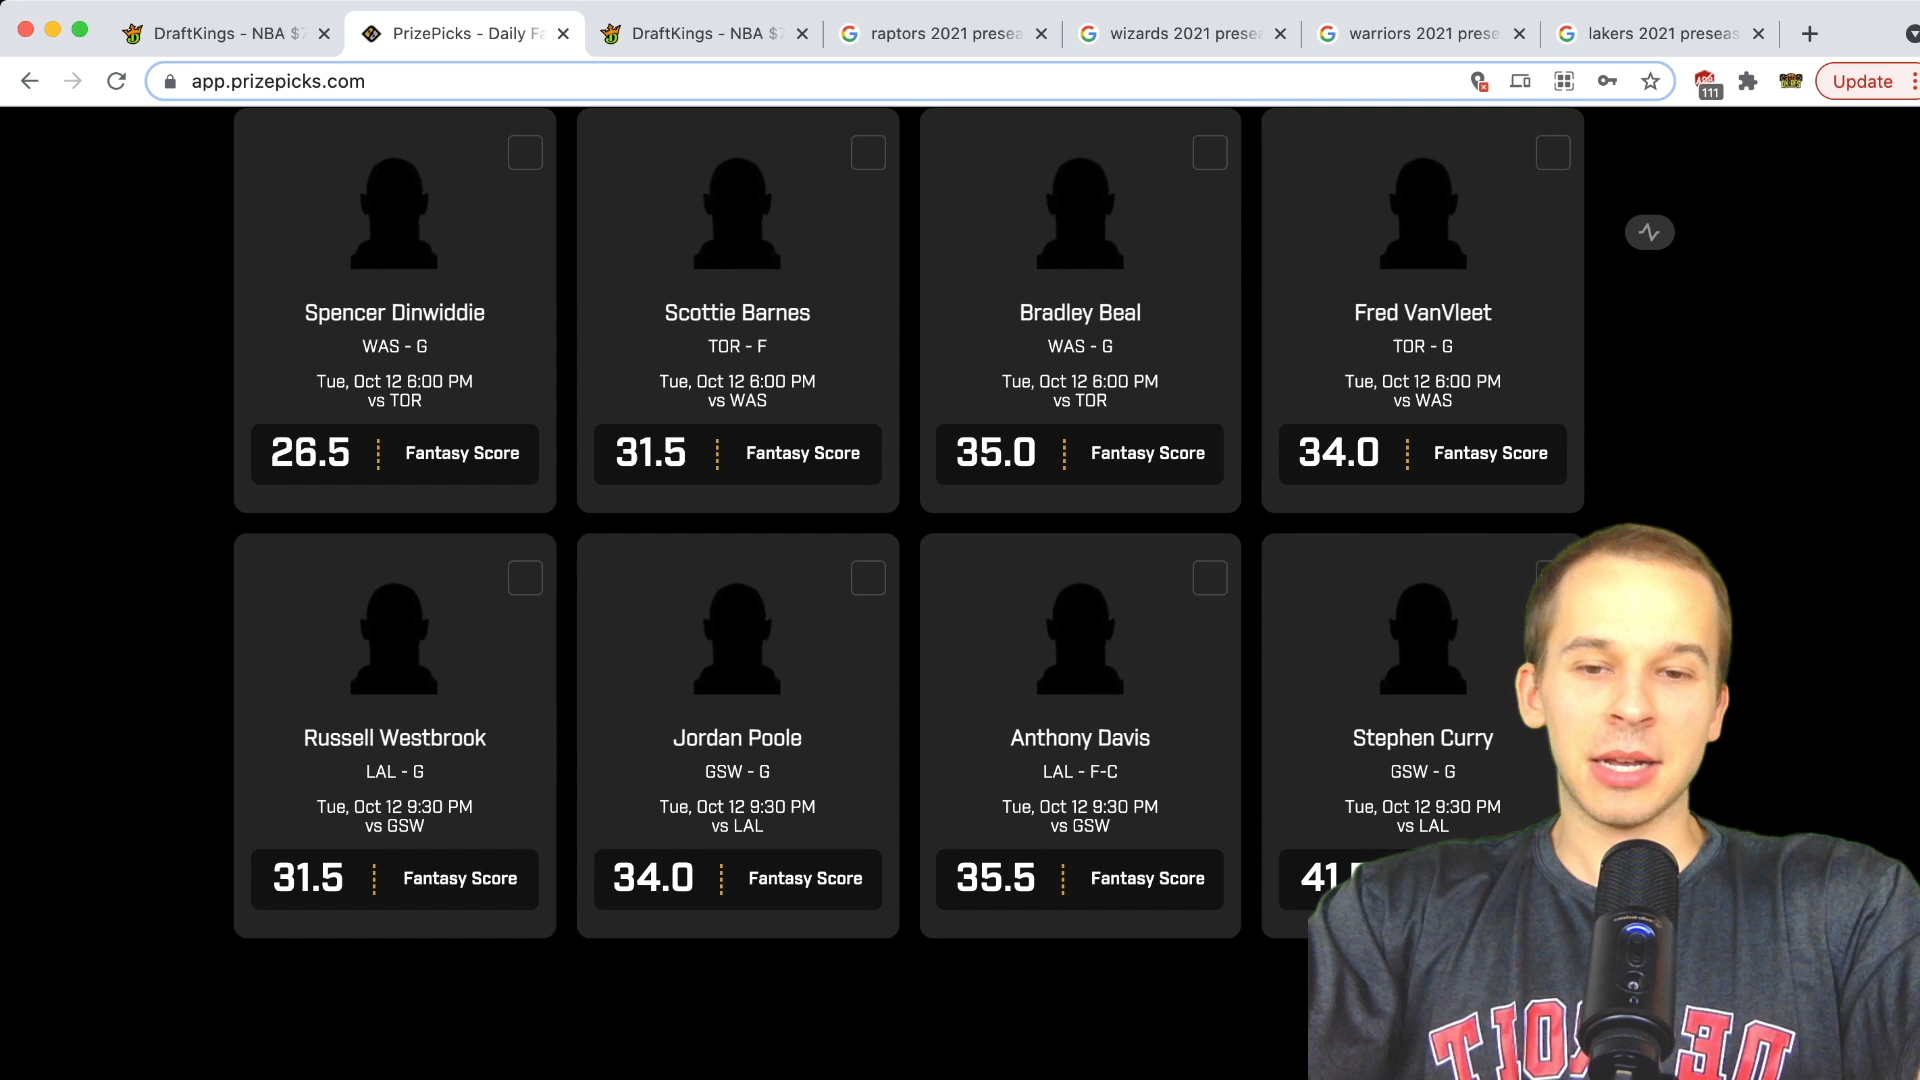 DraftKings - NBA $7
PrizePicks - Daily Fa
DraftKings - NBA $7
raptors 2021 presea
wizards 2021 presea
warriors 2021 prese
lakers 2021 preseas
app.prizepicks.com
111
Update
Spencer Dinwiddie
WAS - G
Tue, Oct 12 6:00 PM
vs TOR
26.5 Fantasy Score
Scottie Barnes
TOR - F
Tue, Oct 12 6:00 PM
vs WAS
31.5 Fantasy Score
Bradley Beal
WAS - G
Tue, Oct 12 6:00 PM
vs TOR
35.0 Fantasy Score
Fred VanVleet
TOR - G
Tue, Oct 12 6:00 PM
vs WAS
34.0 Fantasy Score
Russell Westbrook
LAL - G
Tue, Oct 12 9:30 PM
vs GSW
31.5 Fantasy Score
Jordan Poole
GSW - G
Tue, Oct 12 9:30 PM
vs LAL
34.0 Fantasy Score
Anthony Davis
LAL - F-C
Tue, Oct 12 9:30 PM
vs GSW
35.5 Fantasy Score
Stephen Curry
GSW - G
Tue, Oct 12 9:30 PM
vs LAL
41